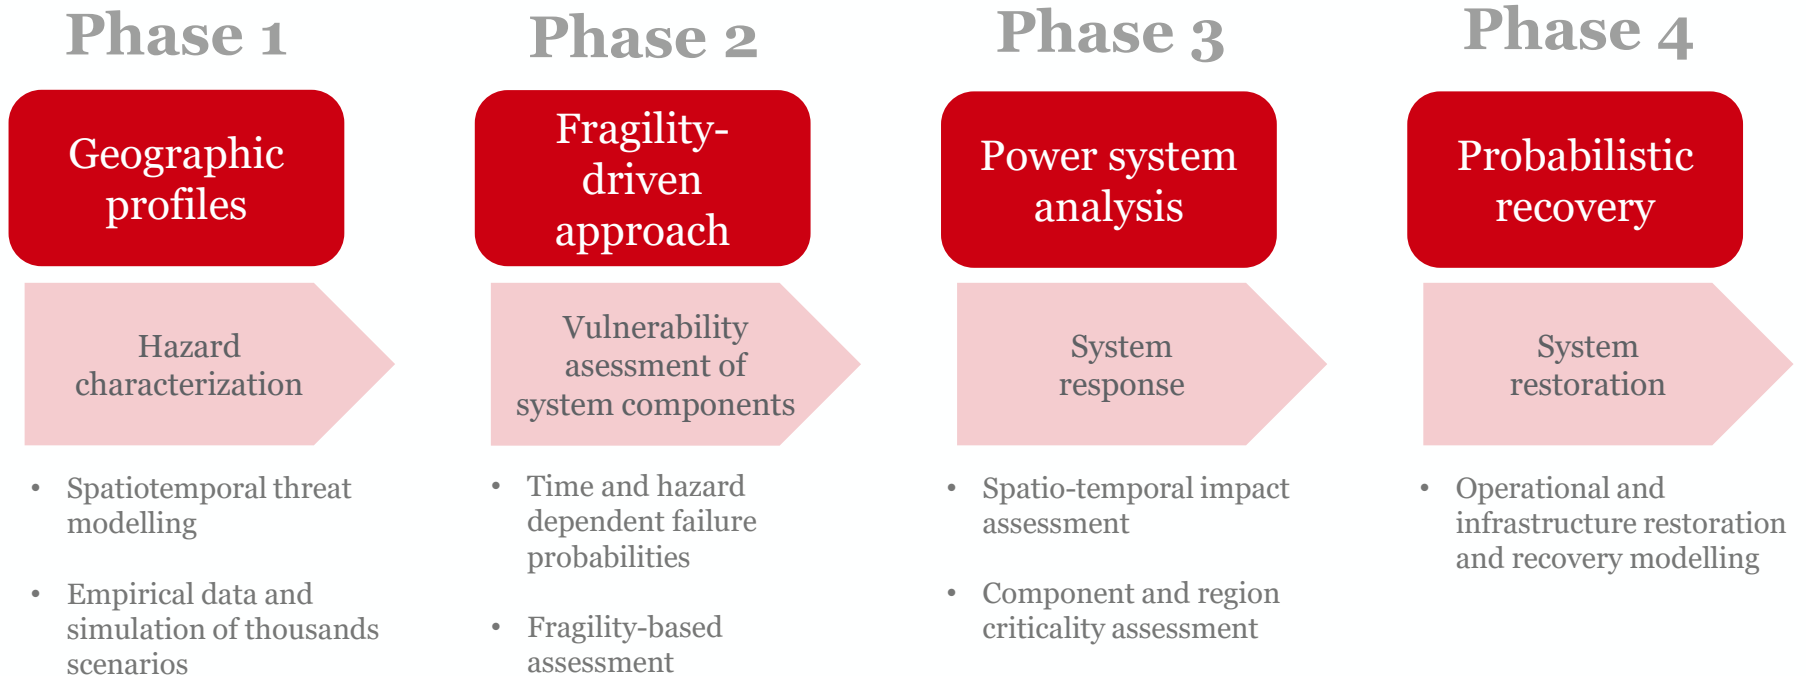 Phase 1
Geographic
profiles
Hazard
characterization
• Spatiotemporal threat
modelling
• Empirical data and
simulation of thousands
scenarios
Phase 2
Fragility-
driven
approach
Vulnerability
asessment of
system components
• Time and hazard
dependent failure
probabilities
• Fragility-based
assessment
Phase 3
Power system
analysis
System
response
• Spatio-temporal impact
assessment
• Component and region
criticality assessment
Phase 4
Probabilistic
recovery
System
restoration
• Operational and
infrastructure restoration
and recovery modelling